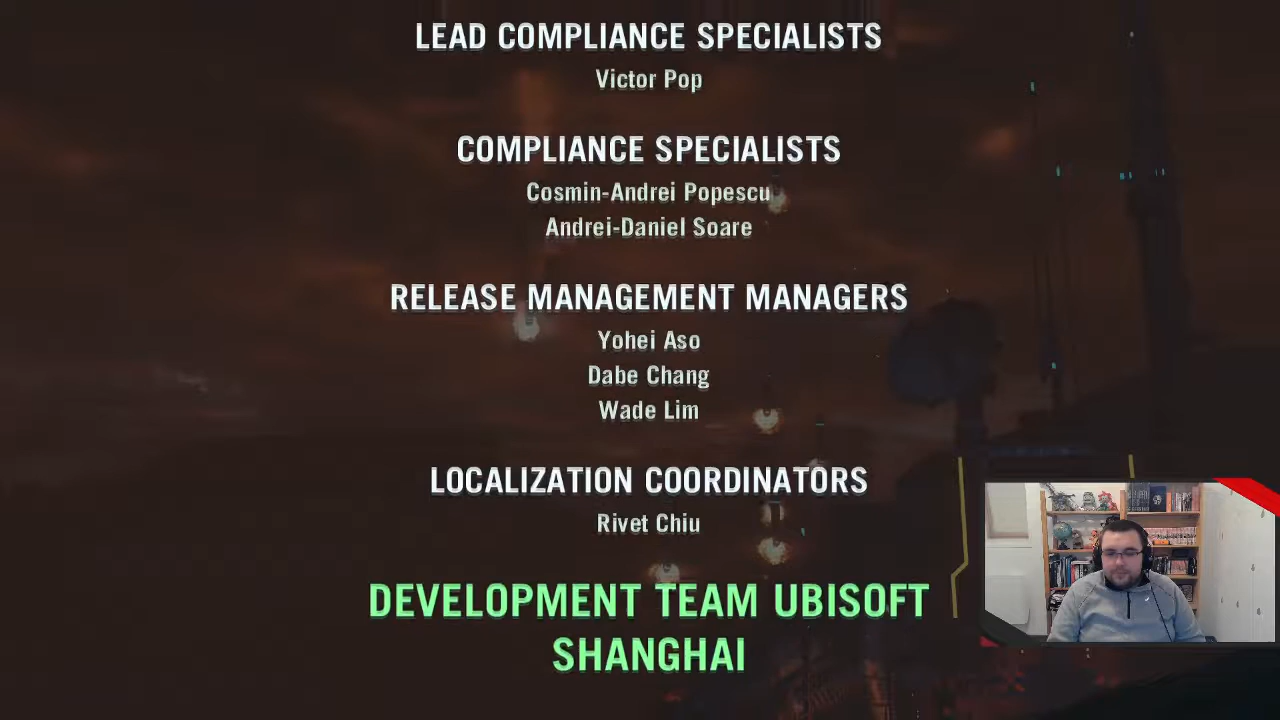 LEAD COMPLIANCE SPECIALISTS
Victor Pop
COMPLIANCE SPECIALISTS
Cosmin-Andrei Popescu
Andrei-Daniel Soare
RELEASE MANAGEMENT MANAGERS
Yohei Aso
Dabe Chang
Wade Lim
LOCALIZATION COORDINATORS
Rivet Chiu
DEVELOPMENT TEAM UBISOFT
SHANGHAI